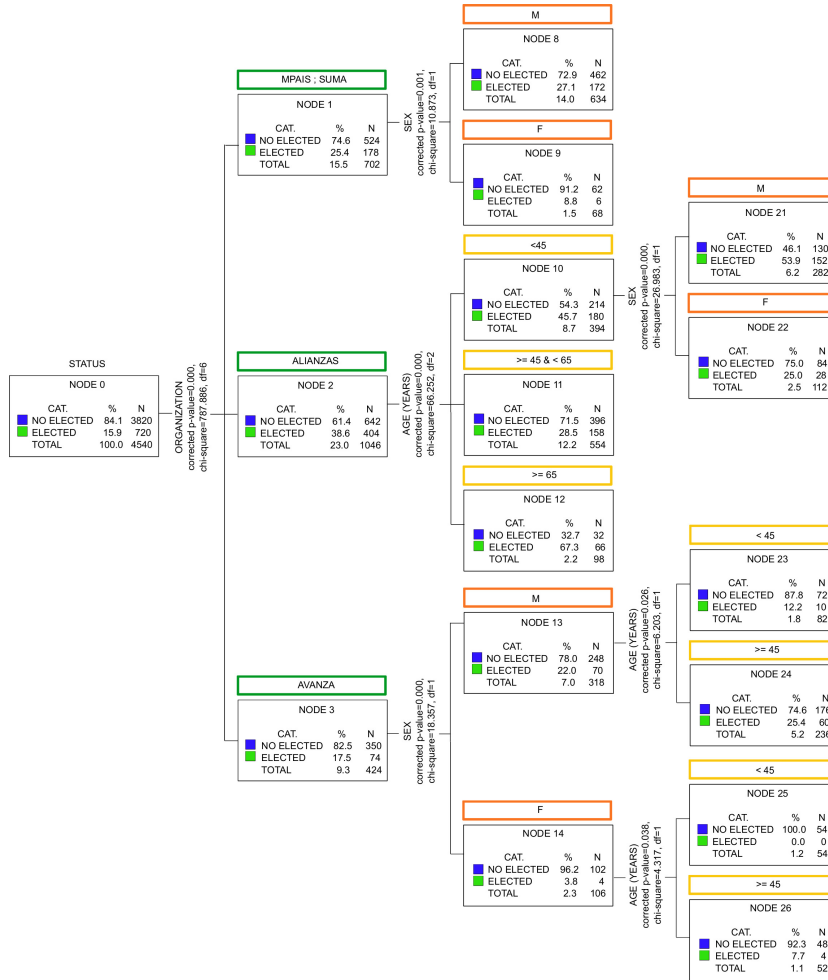 STATUS
NODE 0
CAT. % N
NO ELECTED 84.1 3820
ELECTED 15.9 720
TOTAL 100.0 4540
ORGANIZATION
corrected p-value=0.000,
chi-square=787.886, df=6
MPAIS ; SUMA
NODE 1
CAT. % N
NO ELECTED 74.6 524
ELECTED 25.4 178
TOTAL 15.5 702
SEX
corrected p-value=0.001,
chi-square=10.873, df=1
M
NODE 8
CAT. % N
NO ELECTED 72.9 462
ELECTED 27.1 172
TOTAL 14.0 634
F
NODE 9
CAT. % N
NO ELECTED 91.2 62
ELECTED 8.8 6
TOTAL 1.5 68
ALIANZAS
NODE 2
CAT. % N
NO ELECTED 61.4 642
ELECTED 38.6 404
TOTAL 23.0 1046
AGE (YEARS)
corrected p-value=0.000,
chi-square=66.252, df=2
<45
NODE 10
CAT. % N
NO ELECTED 54.3 214
ELECTED 45.7 180
TOTAL 8.7 394
SEX
corrected p-value=0.000,
chi-square=26.983, df=1
M
NODE 21
CAT. % N
NO ELECTED 46.1 130
ELECTED 53.9 152
TOTAL 6.2 282
F
NODE 22
CAT. % N
NO ELECTED 75.0 84
ELECTED 25.0 28
TOTAL 2.5 112
>= 45 & < 65
NODE 11
CAT. % N
NO ELECTED 71.5 396
ELECTED 28.5 158
TOTAL 12.2 554
>= 65
NODE 12
CAT. % N
NO ELECTED 32.7 32
ELECTED 67.3 66
TOTAL 2.2 98
AVANZA
NODE 3
CAT. % N
NO ELECTED 82.5 350
ELECTED 17.5 74
TOTAL 9.3 424
SEX
corrected p-value=0.000,
chi-square=18.357, df=1
M
NODE 13
CAT. % N
NO ELECTED 78.0 248
ELECTED 22.0 70
TOTAL 7.0 318
AGE (YEARS)
corrected p-value=0.026,
chi-square=6.203, df=1
< 45
NODE 23
CAT. % N
NO ELECTED 87.8 72
ELECTED 12.2 10
TOTAL 1.8 82
>= 45
NODE 24
CAT. % N
NO ELECTED 74.6 176
ELECTED 25.4 60
TOTAL 5.2 236
F
NODE 14
CAT. % N
NO ELECTED 96.2 102
ELECTED 3.8 4
TOTAL 2.3 106
AGE (YEARS)
corrected p-value=0.038,
chi-square=4.317, df=1
< 45
NODE 25
CAT. % N
NO ELECTED 100.0 54
ELECTED 0.0 0
TOTAL 1.2 54
>= 45
NODE 26
CAT. % N
NO ELECTED 92.3 48
ELECTED 7.7 4
TOTAL 1.1 52